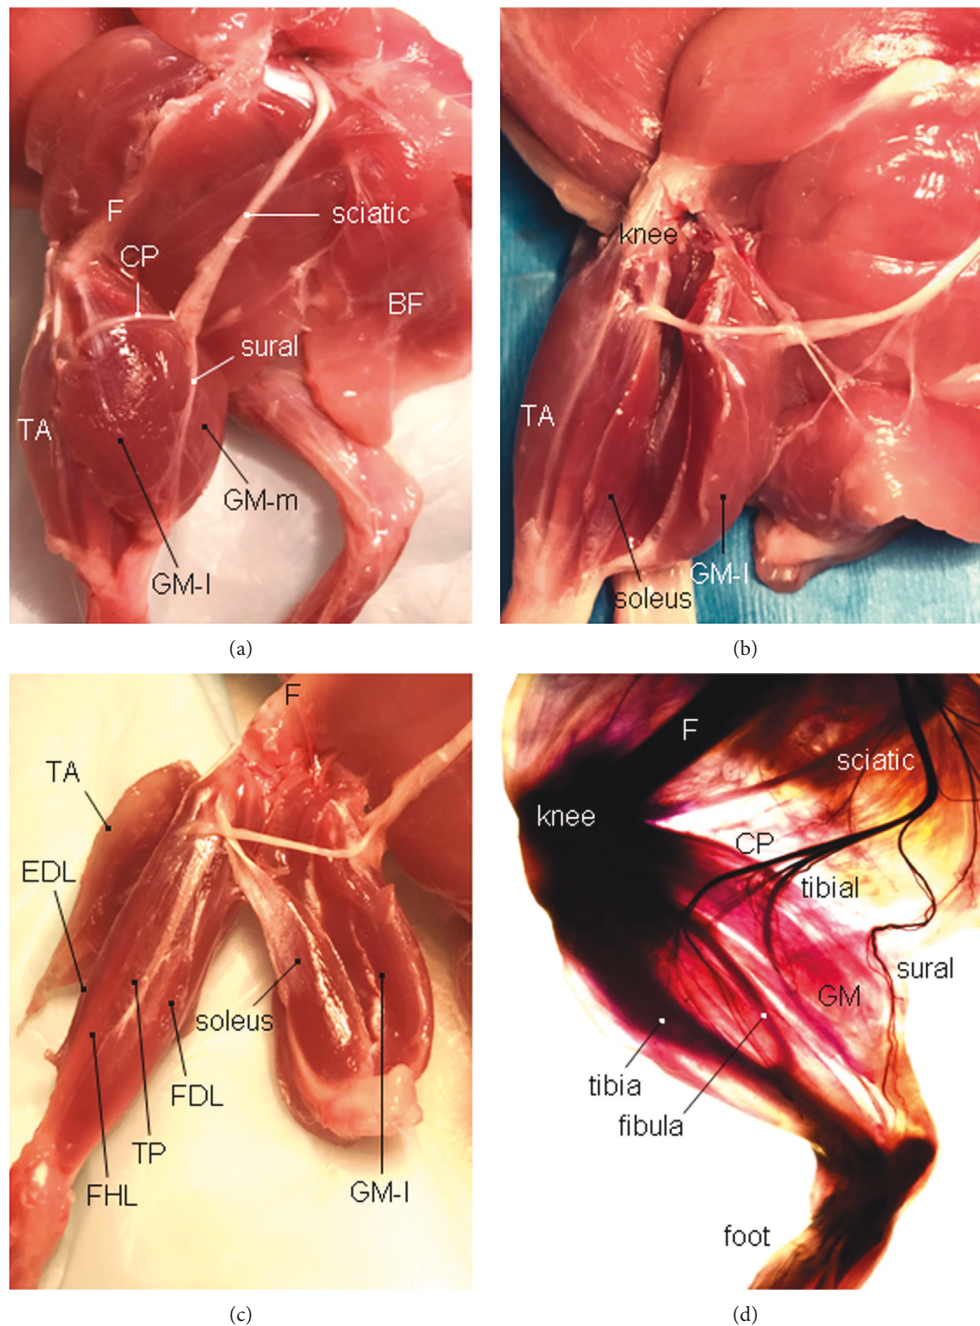 F
sciatic
CP
BF
sural
TA
GM-m
GM-l
(a)
knee
TA
GM-l
soleus
(b)
F
TA
EDL
soleus
FDL
TP
FHL
GM-l
(c)
F
sciatic
knee
CP
tibial
sural
GM
tibia
fibula
foot
(d)